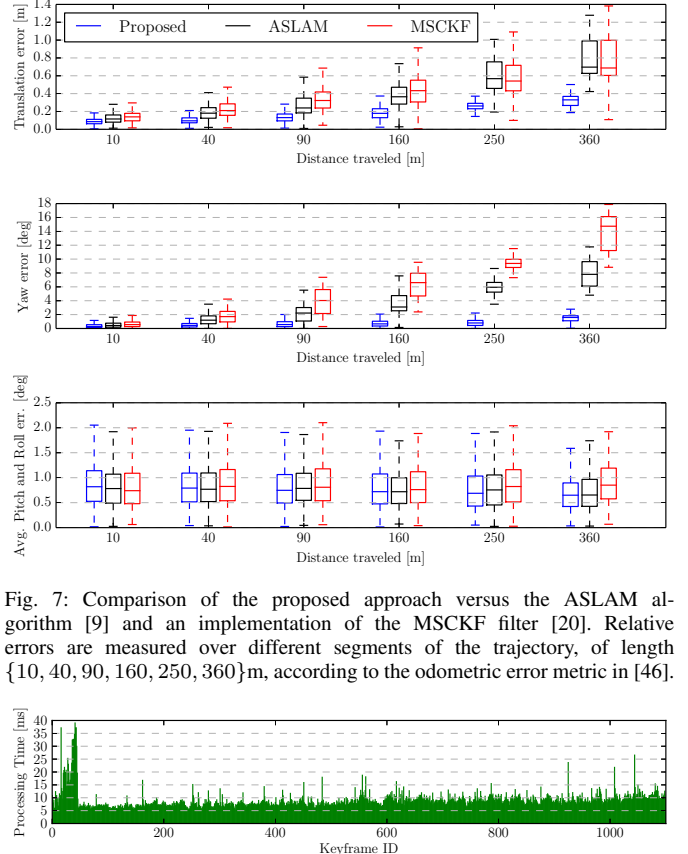 1.4
1.2
1.0
0.8
0.6
0.4
0.2
0.0
Translation error [m]
Proposed ASLAM MSCKF
10 40 90 160 250 360
Distance traveled [m]
18
16
14
12
10
8
6
4
2
0
Yaw error [deg]
10 40 90 160 250 360
Distance traveled [m]
2.5
2.0
1.5
1.0
0.5
0.0
Avg. Pitch and Roll err. [deg]
10 40 90 160 250 360
Distance traveled [m]
Fig. 7: Comparison of the proposed approach versus the ASLAM al-
gorithm [9] and an implementation of the MSCKF filter [20]. Relative
errors are measured over different segments of the trajectory, of length
{10, 40, 90, 160, 250, 360}m, according to the odometric error metric in [46].
40
35
30
25
20
15
10
5
0
Processing Time [ms]
0 200 400 600 800 1000
Keyframe ID